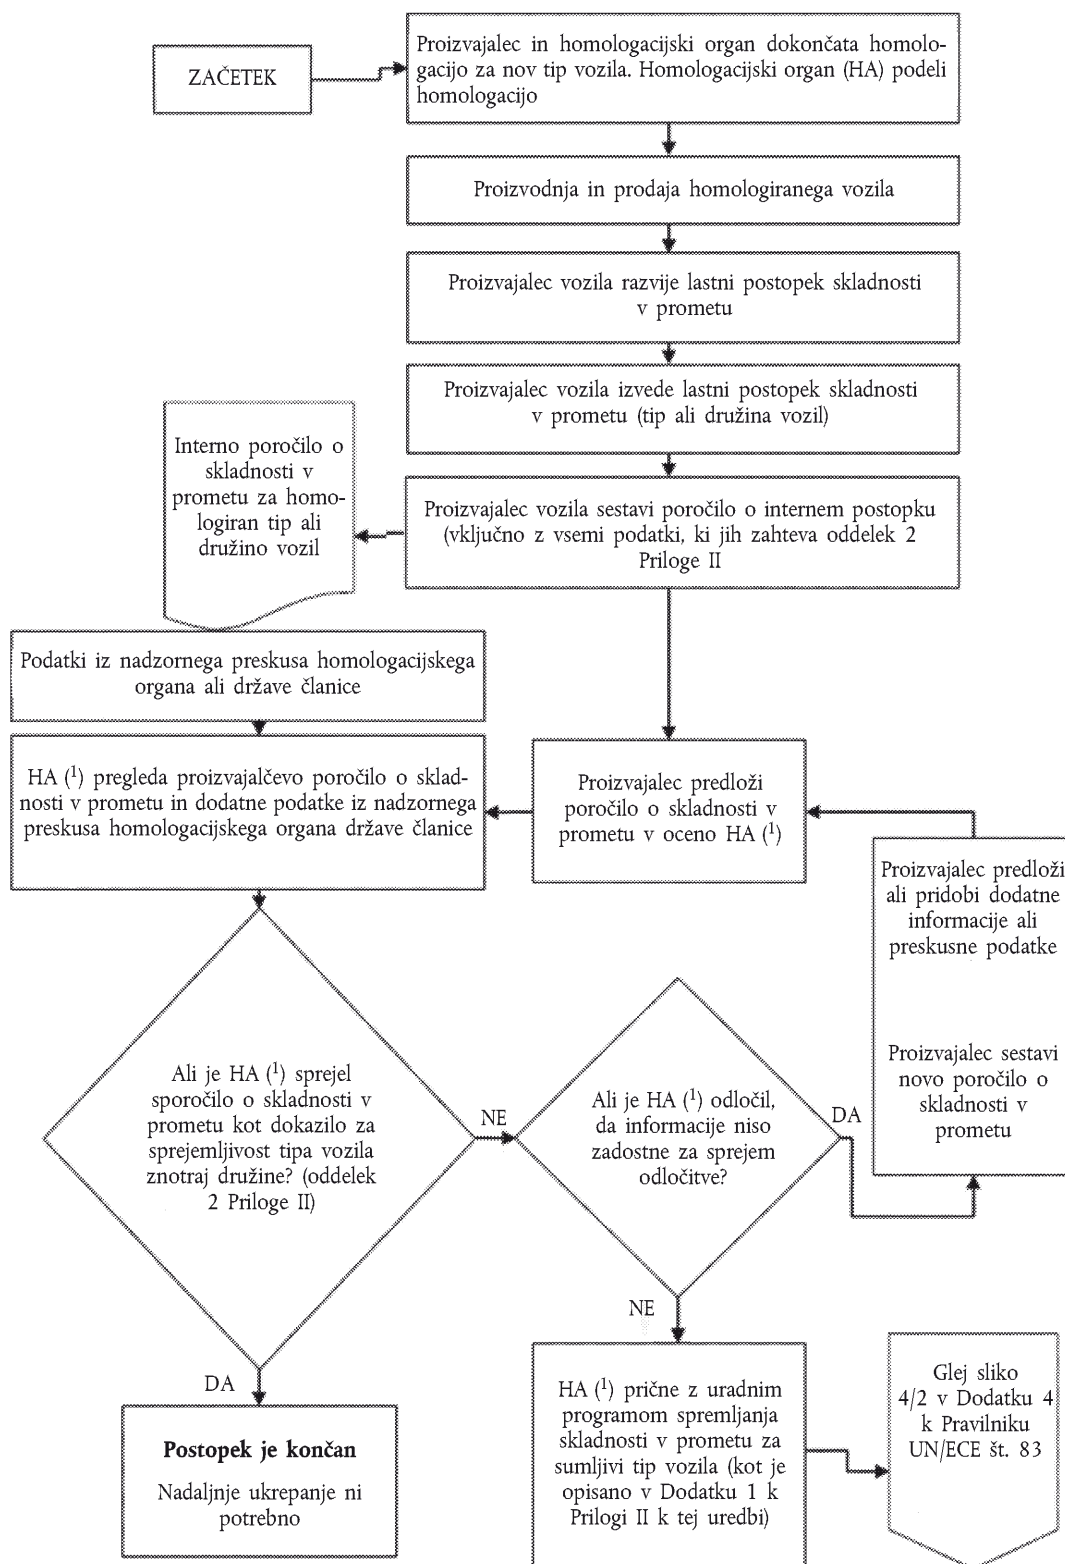 ZAČETEK
Proizvajalec in homologacijski organ dokončata homolo-
gacijo za nov tip vozila. Homologacijski organ (HA) podeli
homologacijo
Proizvodnja in prodaja homologiranega vozila
Proizvajalec vozila razvije lastni postopek skladnosti
v prometu
Proizvajalec vozila izvede lastni postopek skladnosti
v prometu (tip ali družina vozil)
Interno poročilo o
skladnosti v
prometu za homo-
logiran tip ali
družino vozil
Proizvajalec vozila sestavi poročilo o internem postopku
(vključno z vsemi podatki, ki jih zahteva oddelek 2
Priloge II
Podatki iz nadzornega preskusa homologacijskega
organa ali države članice
HA (1) pregleda proizvajalčevo poročilo o sklad-
nosti v prometu in dodatne podatke iz nadzornega
preskusa homologacijskega organa države članice
Proizvajalec predloži
poročilo o skladnosti v
prometu v oceno HA (1)
Proizvajalec predloži
ali pridobi dodatne
informacije ali
preskusne podatke
Proizvajalec sestavi
novo poročilo o
skladnosti v
prometu
Ali je HA (1) sprejel
sporočilo o skladnosti v
prometu kot dokazilo za
sprejemljivost tipa vozila
znotraj družine? (oddelek
2 Priloge II)
NE
Ali je HA (1) odločil,
da informacije niso
zadostne za sprejem
odločitve?
DA
NE
DA
Postopek je končan
Nadaljnje ukrepanje ni
potrebno
HA (1) prične z uradnim
programom spremljanja
skladnosti v prometu za
sumljivi tip vozila (kot je
opisano v Dodatku 1 k
Prilogi II k tej uredbi)
Glej sliko
4/2 v Dodatku 4
k Pravilniku
UN/ECE št. 83